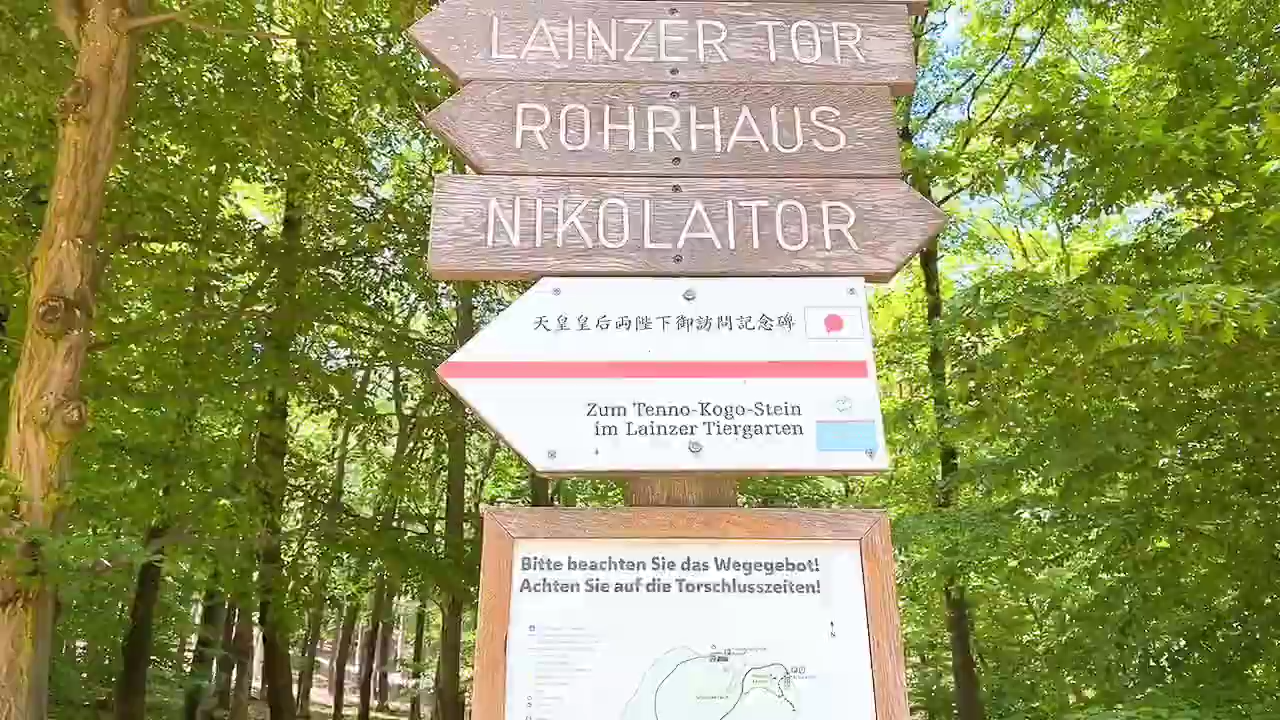 LAINZER TOR
ROHRHAUS
NIKOLAITOR
天皇皇后両陛下御訪問記念碑
Zum Tenno-Kogo-Stein
im Lainzer Tiergarten
Bitte beachten Sie das Wegegebot!
Achten Sie auf die Torschlusszeiten!
N